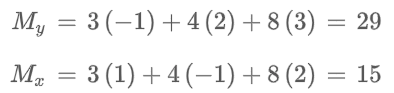 M_y = 3(−1) + 4(2) + 8(3) = 29
M_x = 3(1) + 4(−1) + 8(2) = 15